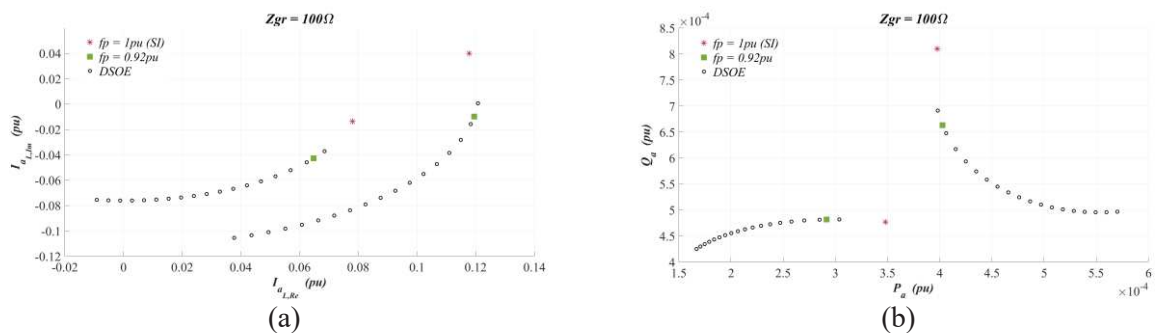 Zgr = 100Ω
fp = 1pu (SI)
fp = 0.92pu
DSOE
0.04
0.02
0
-0.02
-0.04
-0.06
-0.08
-0.1
-0.12
I_{a_{L,Im}} (pu)
-0.02
0
0.02
0.04
0.06
0.08
0.1
0.12
0.14
I_{a_{L,Re}} (pu)
(a)
Zgr = 100Ω
×10⁻⁴
fp = 1pu (SI)
fp = 0.92pu
DSOE
8.5
8
7.5
7
6.5
6
5.5
5
4.5
4
Q_a (pu)
1.5
2
2.5
3
3.5
4
4.5
5
5.5
6
P_a (pu)
×10⁻⁴
(b)